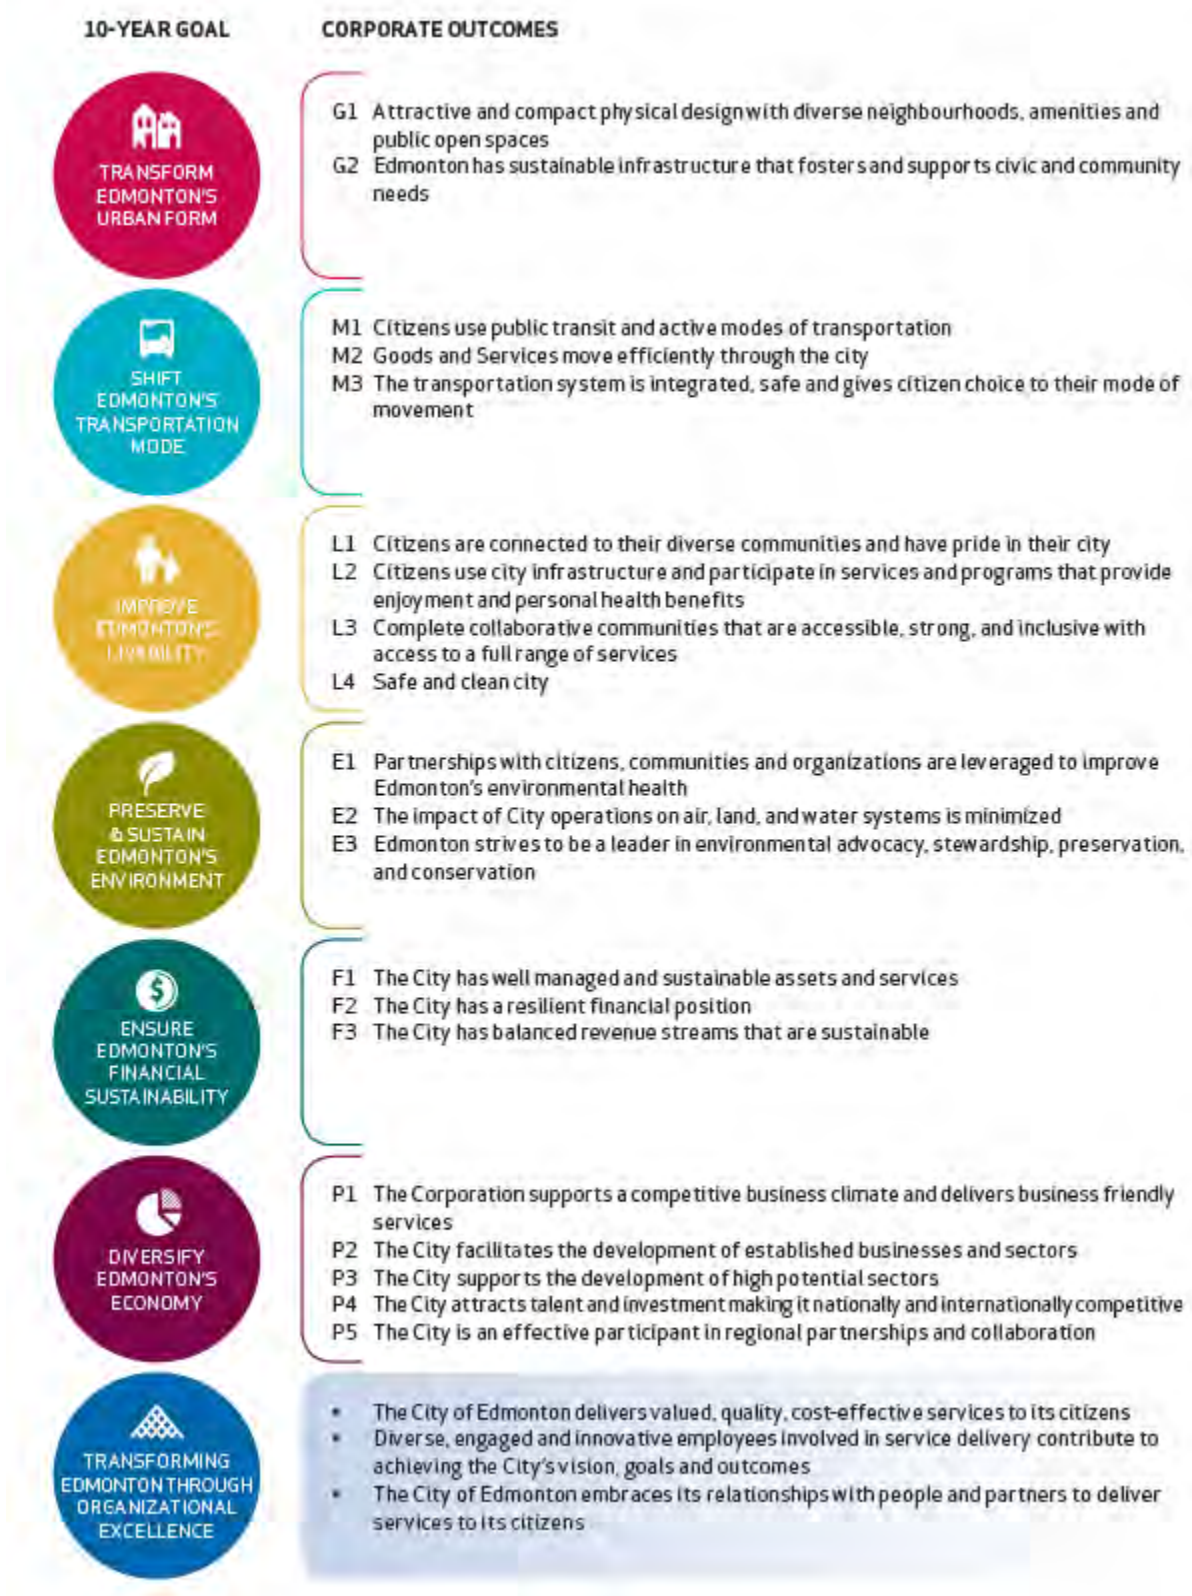 10-YEAR GOAL
CORPORATE OUTCOMES
TRANSFORM
EDMONTON'S
URBAN FORM
G1 Attractive and compact physical design with diverse neighbourhoods, amenities and
public open spaces
G2 Edmonton has sustainable infrastructure that fosters and supports civic and community
needs
SHIFT
EDMONTON'S
TRANSPORTATION
MODE
M1 Citizens use public transit and active modes of transportation
M2 Goods and Services move efficiently through the city
M3 The transportation system is integrated, safe and gives citizen choice to their mode of
movement
IMPROVE
EDMONTON'S
LIVABILITY
L1 Citizens are connected to their diverse communities and have pride in their city
L2 Citizens use city infrastructure and participate in services and programs that provide
enjoyment and personal health benefits
L3 Complete collaborative communities that are accessible, strong, and inclusive with
access to a full range of services
L4 Safe and clean city
PRESERVE
& SUSTAIN
EDMONTON'S
ENVIRONMENT
E1 Partnerships with citizens, communities and organizations are leveraged to improve
Edmonton's environmental health
E2 The impact of City operations on air, land, and water systems is minimized
E3 Edmonton strives to be a leader in environmental advocacy, stewardship, preservation,
and conservation
$
ENSURE
EDMONTON'S
FINANCIAL
SUSTAINABILITY
F1 The City has well managed and sustainable assets and services
F2 The City has a resilient financial position
F3 The City has balanced revenue streams that are sustainable
DIVERSIFY
EDMONTON'S
ECONOMY
P1 The Corporation supports a competitive business climate and delivers business friendly
services
P2 The City facilitates the development of established businesses and sectors
P3 The City supports the development of high potential sectors
P4 The City attracts talent and investment making it nationally and internationally competitive
P5 The City is an effective participant in regional partnerships and collaboration
TRANSFORMING
EDMONTON THROUGH
ORGANIZATIONAL
EXCELLENCE
• The City of Edmonton delivers valued, quality, cost-effective services to its citizens
• Diverse, engaged and innovative employees involved in service delivery contribute to
achieving the City's vision, goals and outcomes
• The City of Edmonton embraces its relationships with people and partners to deliver
services to its citizens